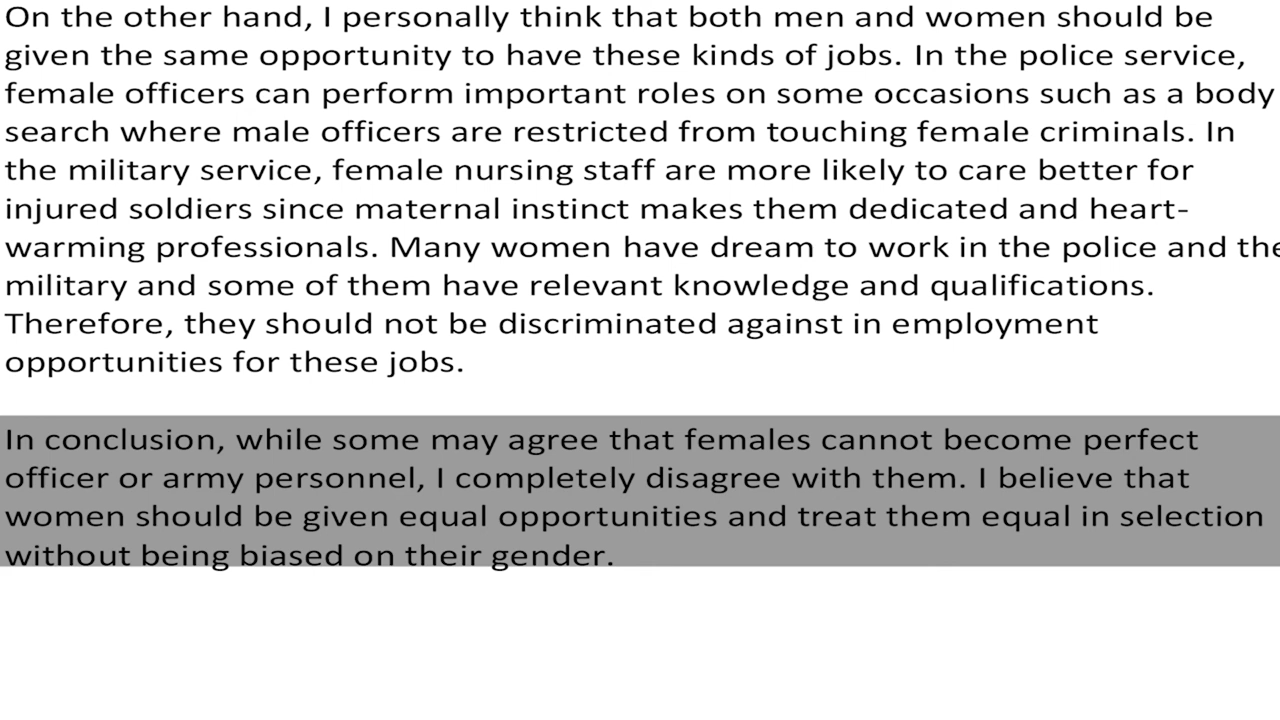 On the other hand, I personally think that both men and women should be
given the same opportunity to have these kinds of jobs. In the police service,
female officers can perform important roles on some occasions such as a body
search where male officers are restricted from touching female criminals. In
the military service, female nursing staff are more likely to care better for
injured soldiers since maternal instinct makes them dedicated and heart-
warming professionals. Many women have dream to work in the police and the
military and some of them have relevant knowledge and qualifications.
Therefore, they should not be discriminated against in employment
opportunities for these jobs.
In conclusion, while some may agree that females cannot become perfect
officer or army personnel, I completely disagree with them. I believe that
women should be given equal opportunities and treat them equal in selection
without being biased on their gender.